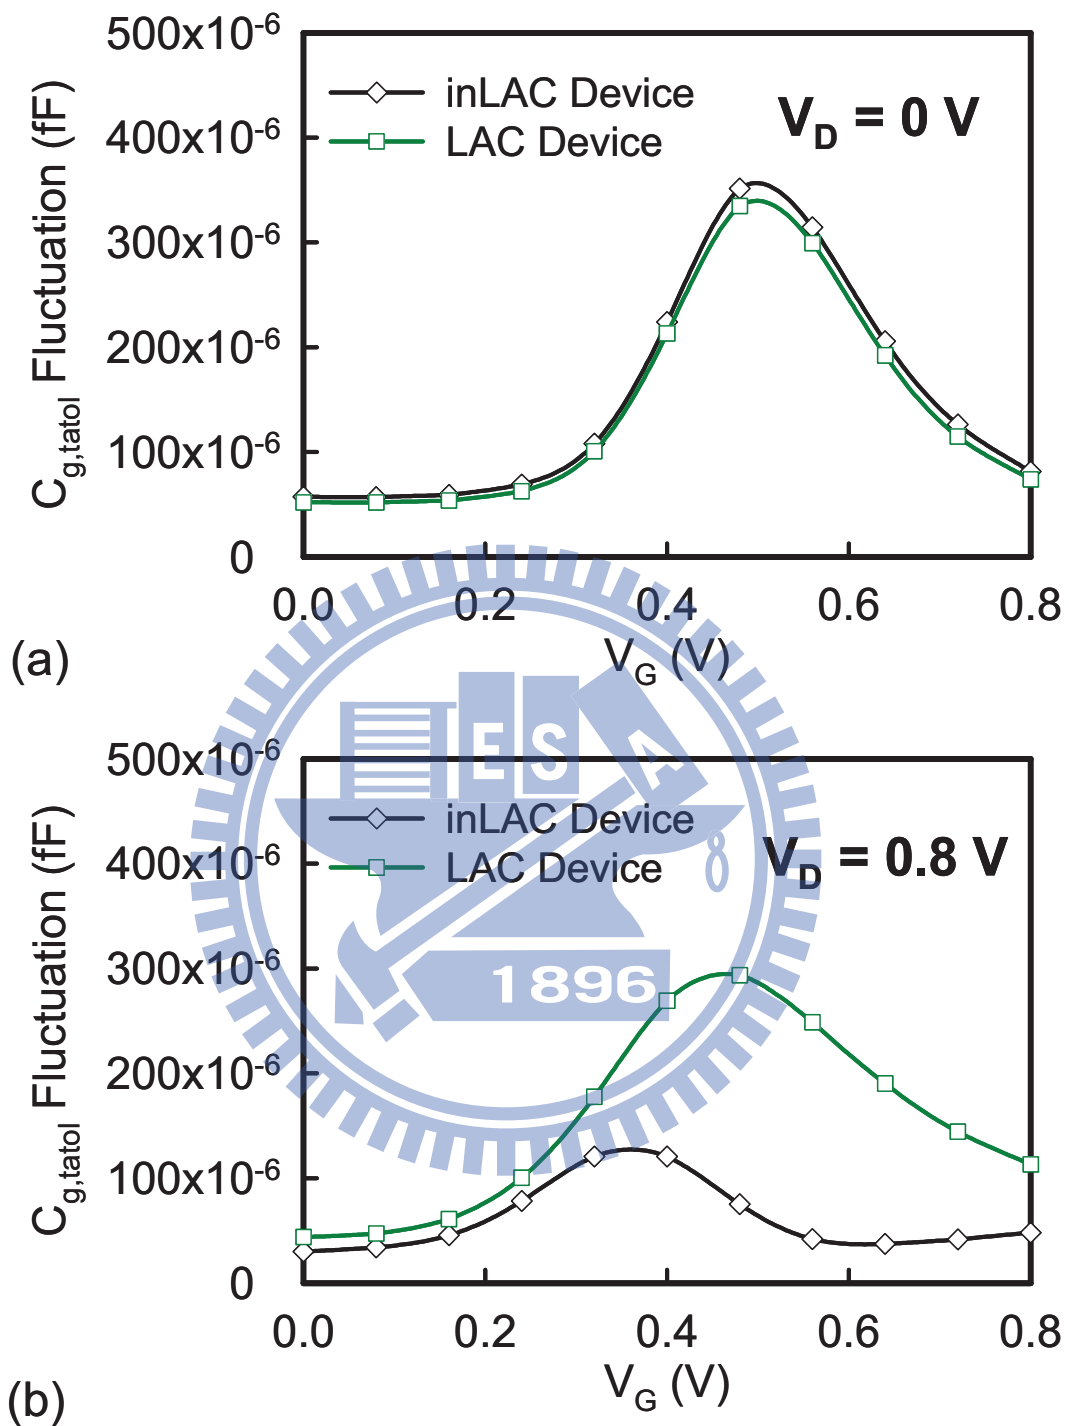 500x10-6
inLAC Device
VD = 0 V
400x10-6
LAC Device
300x10-6
200x10-6
100x10-6
0
Cg,tatol Fluctuation (fF)
0.0 0.2 0.4 0.6 0.8
VG (V)
(a)
500x10-6
inLAC Device
VD = 0.8 V
400x10-6
LAC Device
300x10-6
200x10-6
100x10-6
0
Cg,tatol Fluctuation (fF)
0.0 0.2 0.4 0.6 0.8
VG (V)
(b)
E S A
8
1896